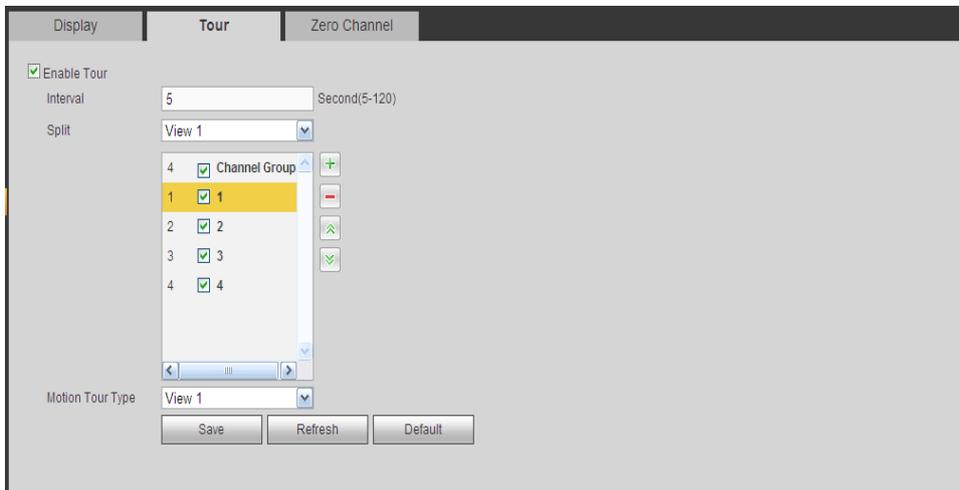 Display Tour Zero Channel
Enable Tour
Interval 5 Second(5-120)
Split View 1
4 Channel Group
1 1
2 2
3 3
4 4
Motion Tour Type View 1
Save Refresh Default